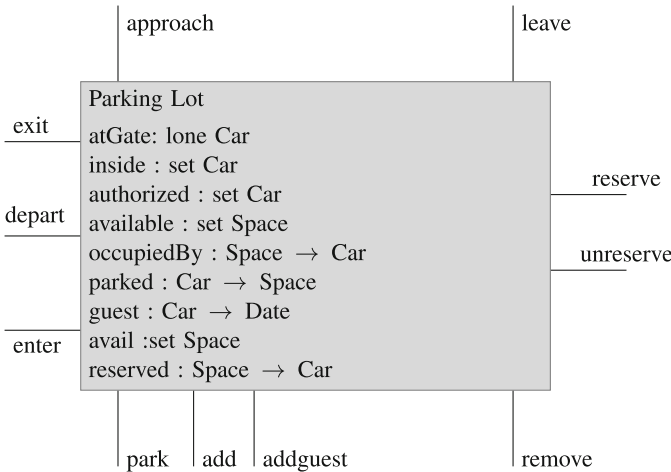 approach
leave
Parking Lot
exit
atGate: lone Car
inside : set Car
authorized : set Car
reserve
depart
available : set Space
occupiedBy : Space → Car
unreserve
parked : Car → Space
guest : Car → Date
enter
avail :set Space
reserved : Space → Car
park
add
addguest
remove